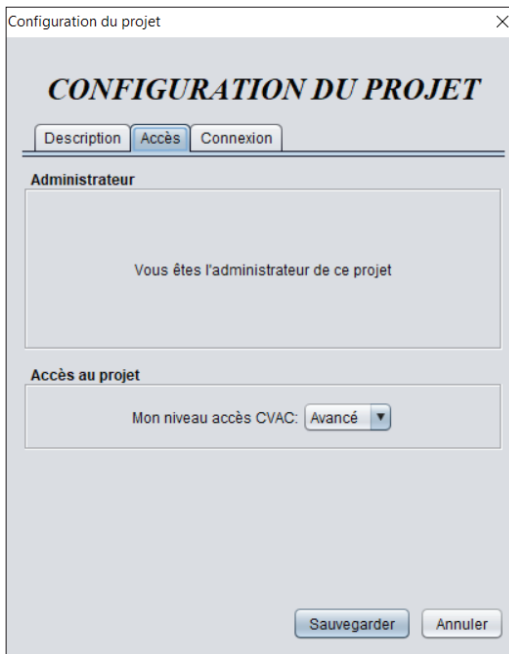 Configuration du projet
CONFIGURATION DU PROJET
Description Accès Connexion
Administrateur
Vous êtes l'administrateur de ce projet
Accès au projet
Mon niveau accès CVAC: Avancé
Sauvegarder Annuler